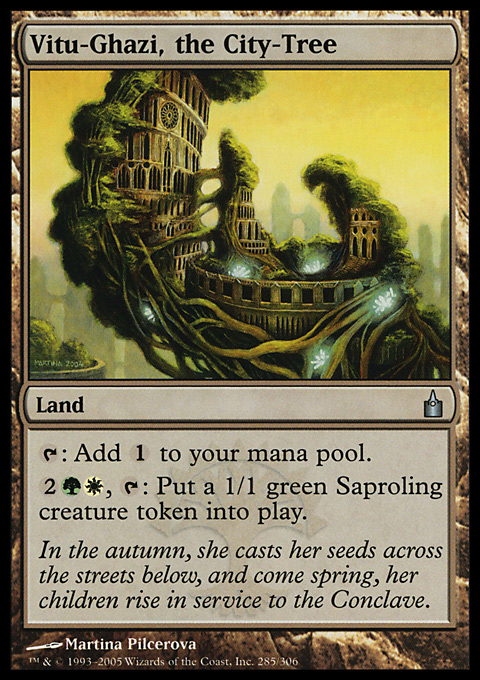 Vitu-Ghazi, the City-Tree
MARTINA 2004
Land
: Add 1 to your mana pool.
2, : Put a 1/1 green Saproling
creature token into play.
In the autumn, she casts her seeds across
the streets below, and come spring, her
children rise in service to the Conclave.
Martina Pilcerova
™ & © 1993–2005 Wizards of the Coast, Inc. 285/306